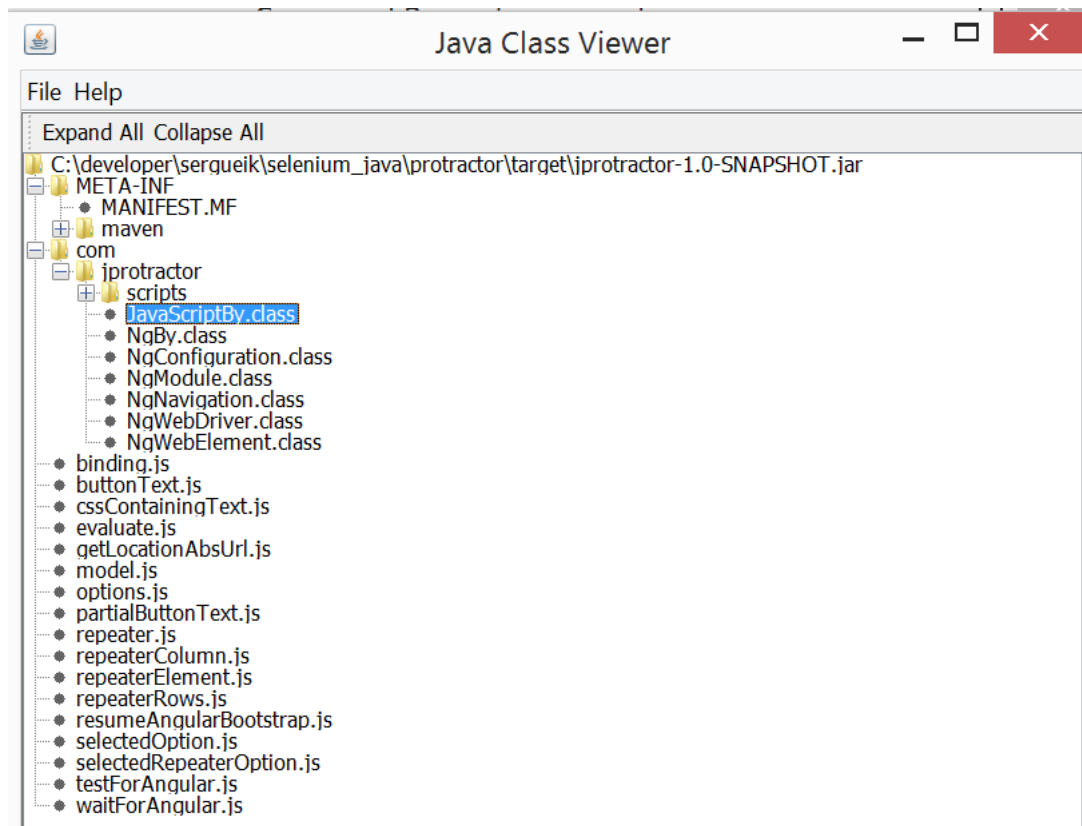 Java Class Viewer
File Help
Expand All Collapse All
C:\developer\sergueik\selenium_java\protractor\target\jprotractor-1.0-SNAPSHOT.jar
META-INF
MANIFEST.MF
maven
com
jprotractor
scripts
JavaScriptBy.class
NgBy.class
NgConfiguration.class
NgModule.class
NgNavigation.class
NgWebDriver.class
NgWebElement.class
binding.js
buttonText.js
cssContainingText.js
evaluate.js
getLocationAbsUrl.js
model.js
options.js
partialButtonText.js
repeater.js
repeaterColumn.js
repeaterElement.js
repeaterRows.js
resumeAngularBootstrap.js
selectedOption.js
selectedRepeaterOption.js
testForAngular.js
waitForAngular.js